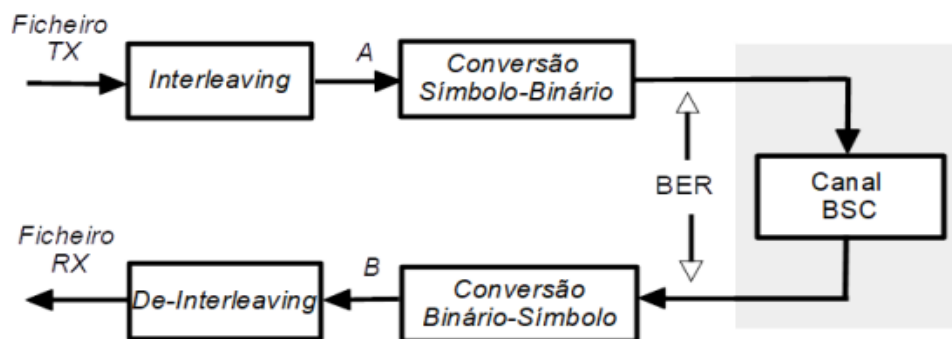 Ficheiro
TX
Interleaving
A
Conversão
Símbolo-Binário
BER
Canal
BSC
Ficheiro
RX
De-Interleaving
B
Conversão
Binário-Símbolo